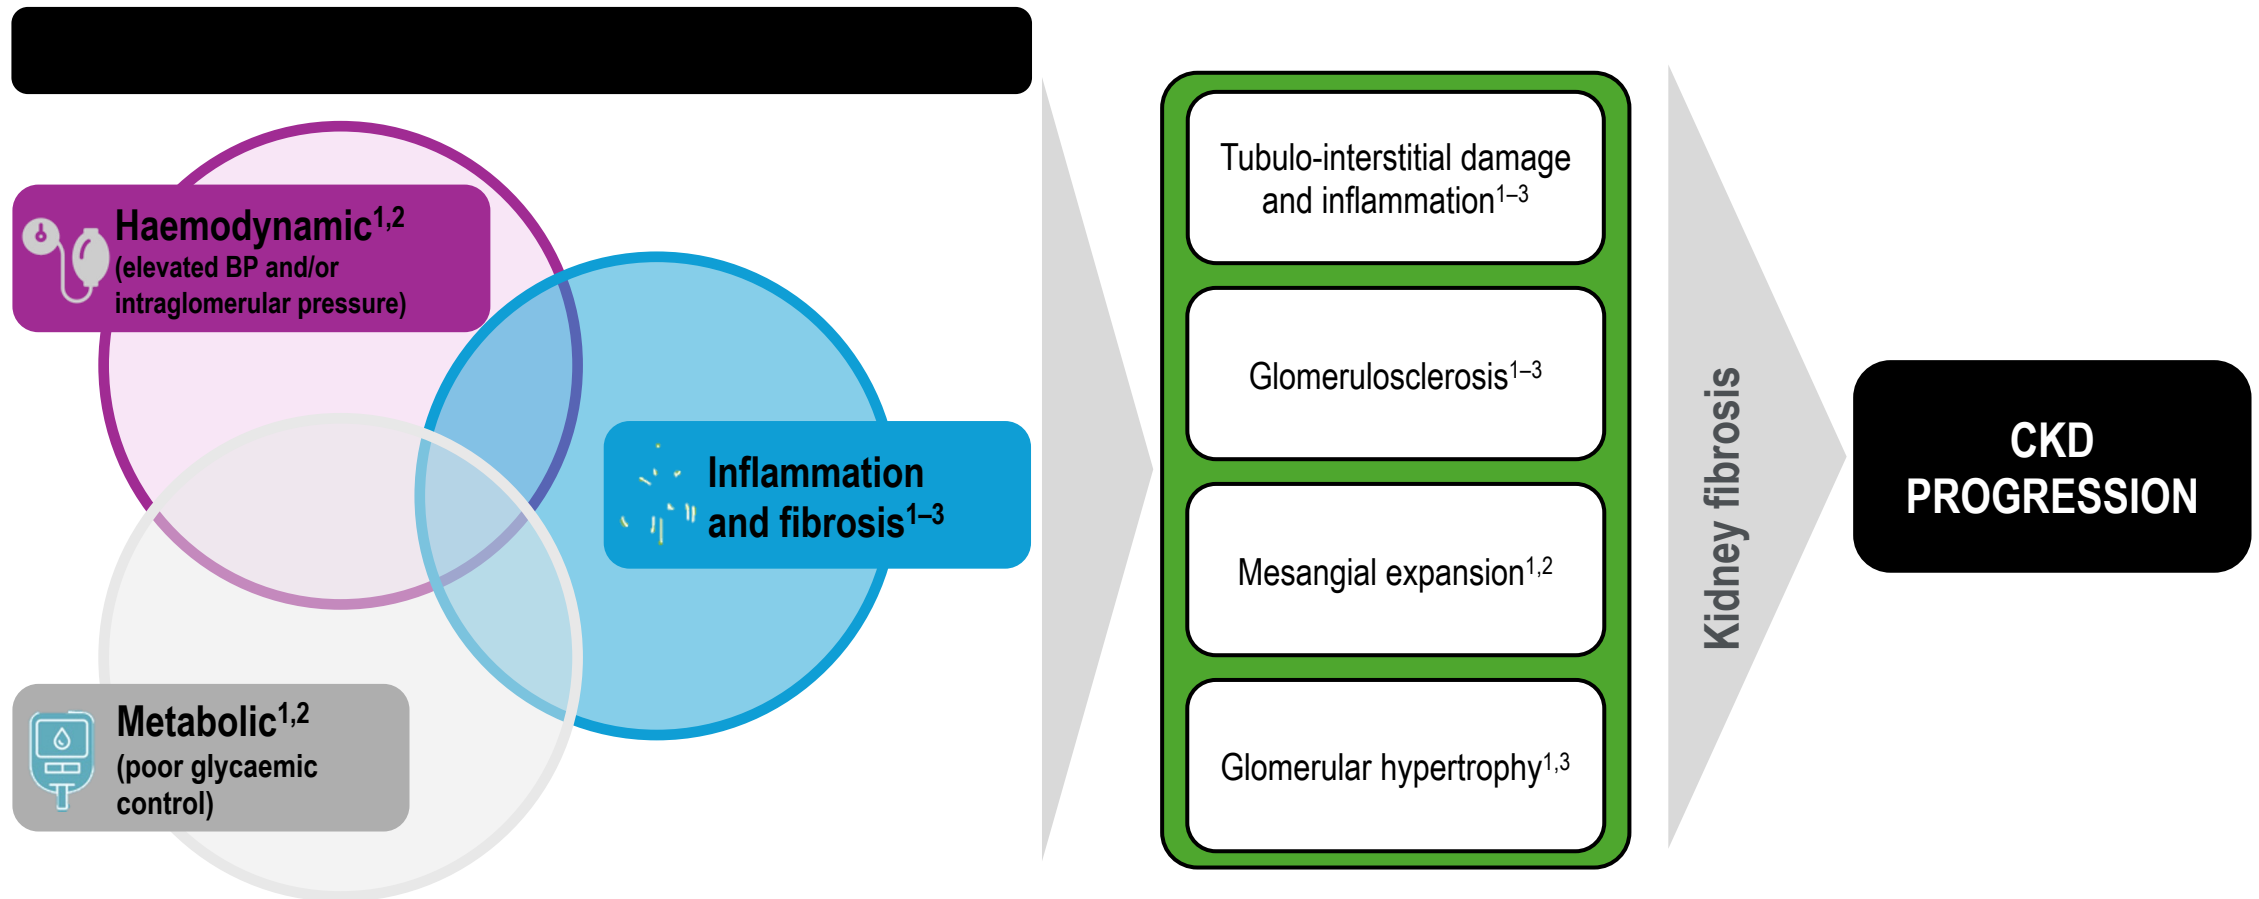 Haemodynamic1,2
(elevated BP and/or
intraglomerular pressure)
Inflammation
and fibrosis1–3
Metabolic1,2
(poor glycaemic
control)
Tubulo-interstitial damage
and inflammation1–3
Glomerulosclerosis1–3
Mesangial expansion1,2
Glomerular hypertrophy1,3
Kidney fibrosis
CKD
PROGRESSION